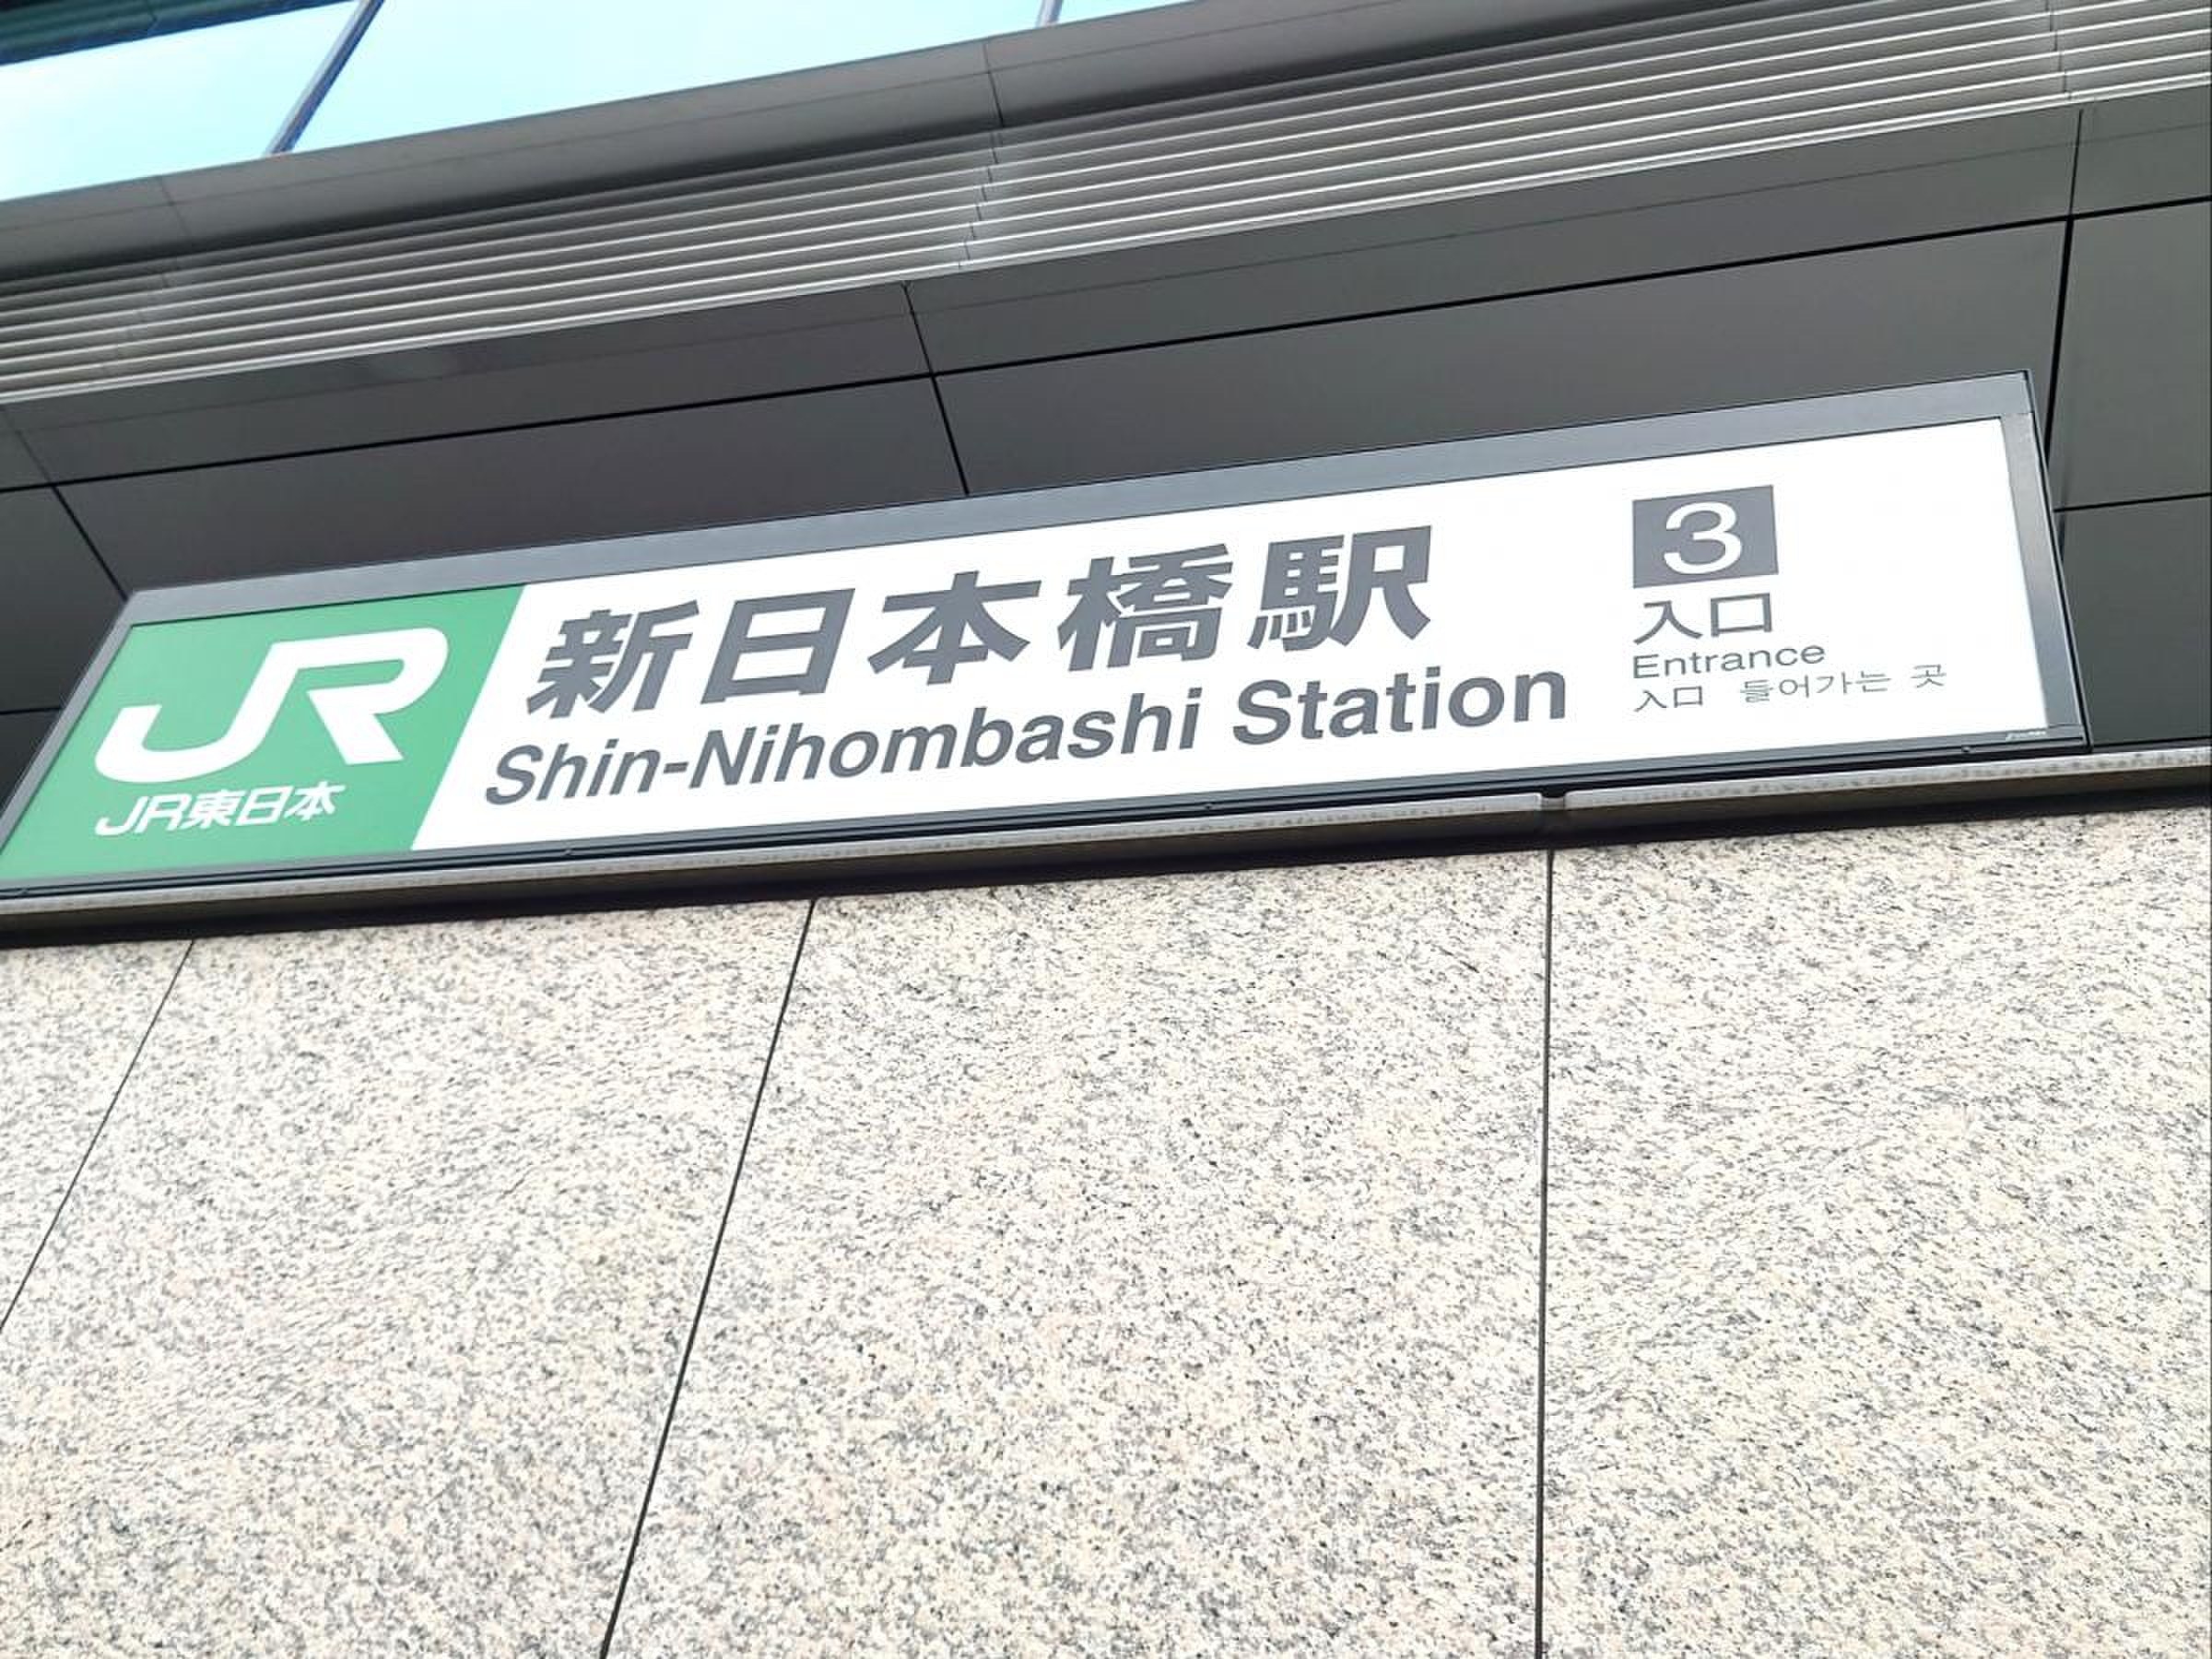 JR
JR東日本
新日本橋駅
Shin-Nihombashi Station
3
入口
Entrance
入口 들어가는 곳